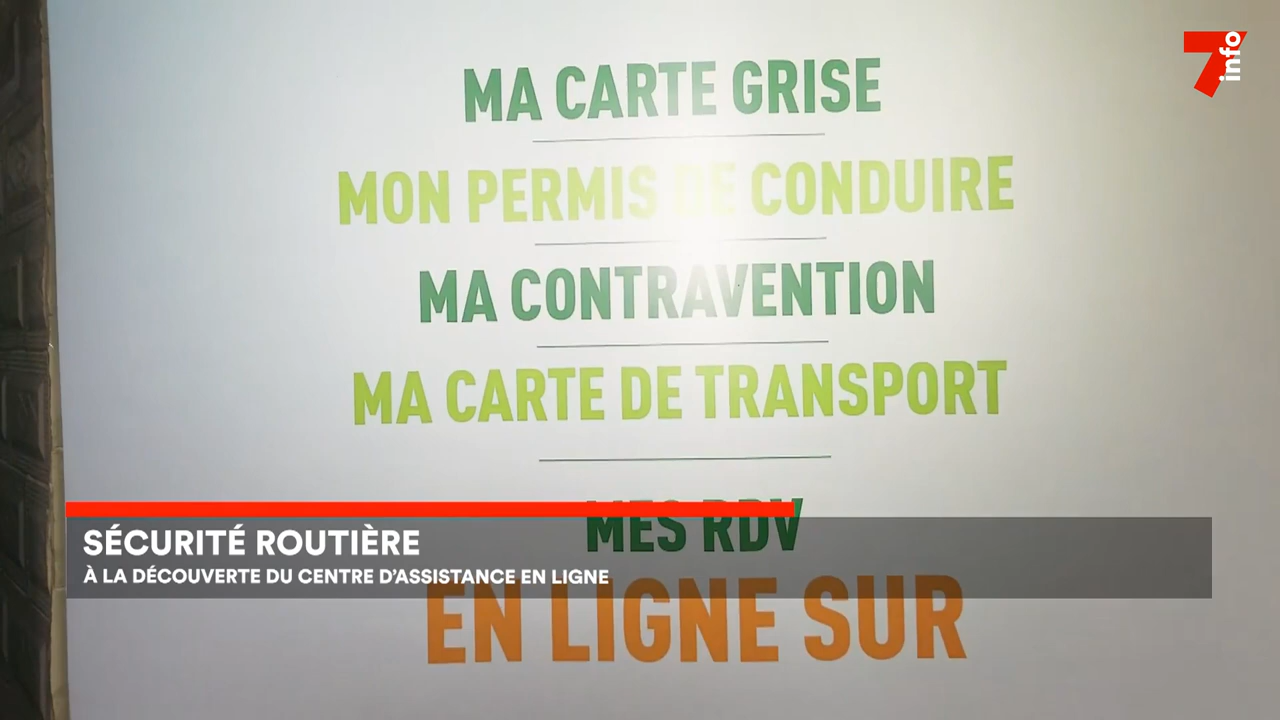 7info
MA CARTE GRISE
MON PERMIS DE CONDUIRE
MA CONTRAVENTION
MA CARTE DE TRANSPORT
MES RDV
SÉCURITÉ ROUTIÈRE
À LA DÉCOUVERTE DU CENTRE D'ASSISTANCE EN LIGNE
EN LIGNE SUR